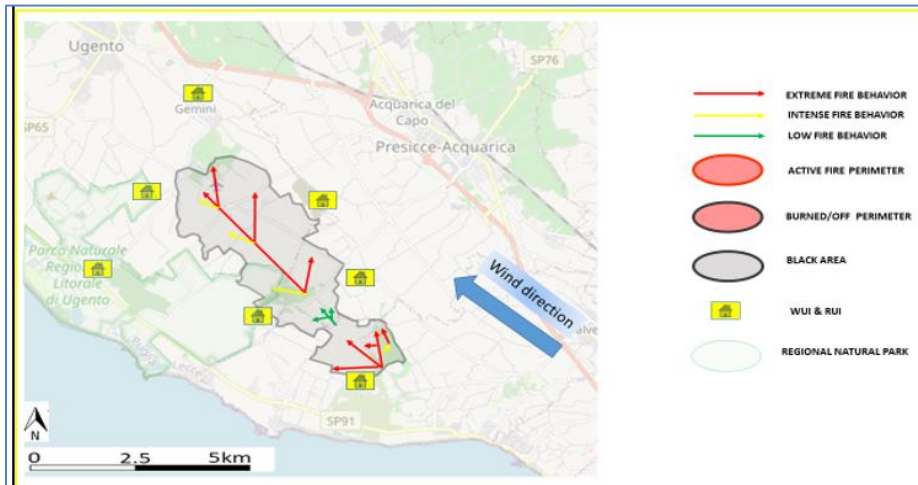 Ugento
SP76
Gemini
SP65
Acquarica del
Capo
Presicce-Acquarica
Parco Naturale
Litorale
di Ugento
Wind direction
SP91
N
0 2.5 5km
EXTREME FIRE BEHAVIOR
INTENSE FIRE BEHAVIOR
LOW FIRE BEHAVIOR
ACTIVE FIRE PERIMETER
BURNED/OFF PERIMETER
BLACK AREA
WUI & RUI
REGIONAL NATURAL PARK